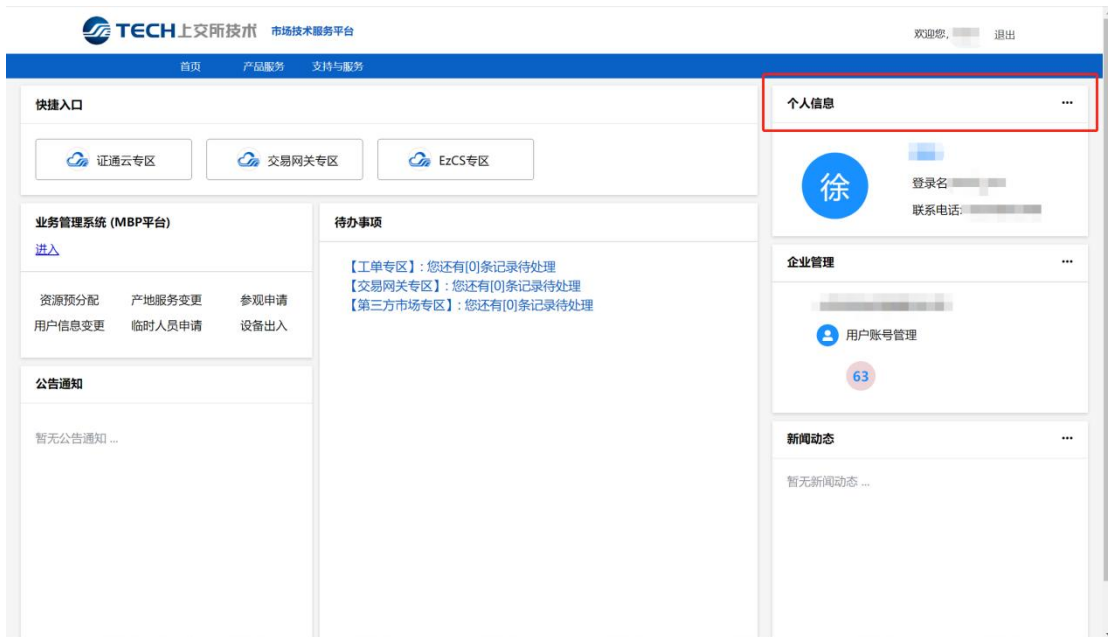 TECH上交所技术 市场技术服务平台
欢迎您, 退出
首页 产品服务 支持与服务
快捷入口
证通云专区 交易网关专区 EzCS专区
业务管理系统 (MBP平台)
进入
资源预分配 产地服务变更 参观申请
用户信息变更 临时人员申请 设备出入
公告通知
暂无公告通知 ...
待办事项
【工单专区】: 您还有[0]条记录待处理
【交易网关专区】: 您还有[0]条记录待处理
【第三方市场专区】: 您还有[0]条记录待处理
个人信息 ...
徐
登录名
联系电话:
企业管理 ...
用户账号管理
63
新闻动态 ...
暂无新闻动态 ...